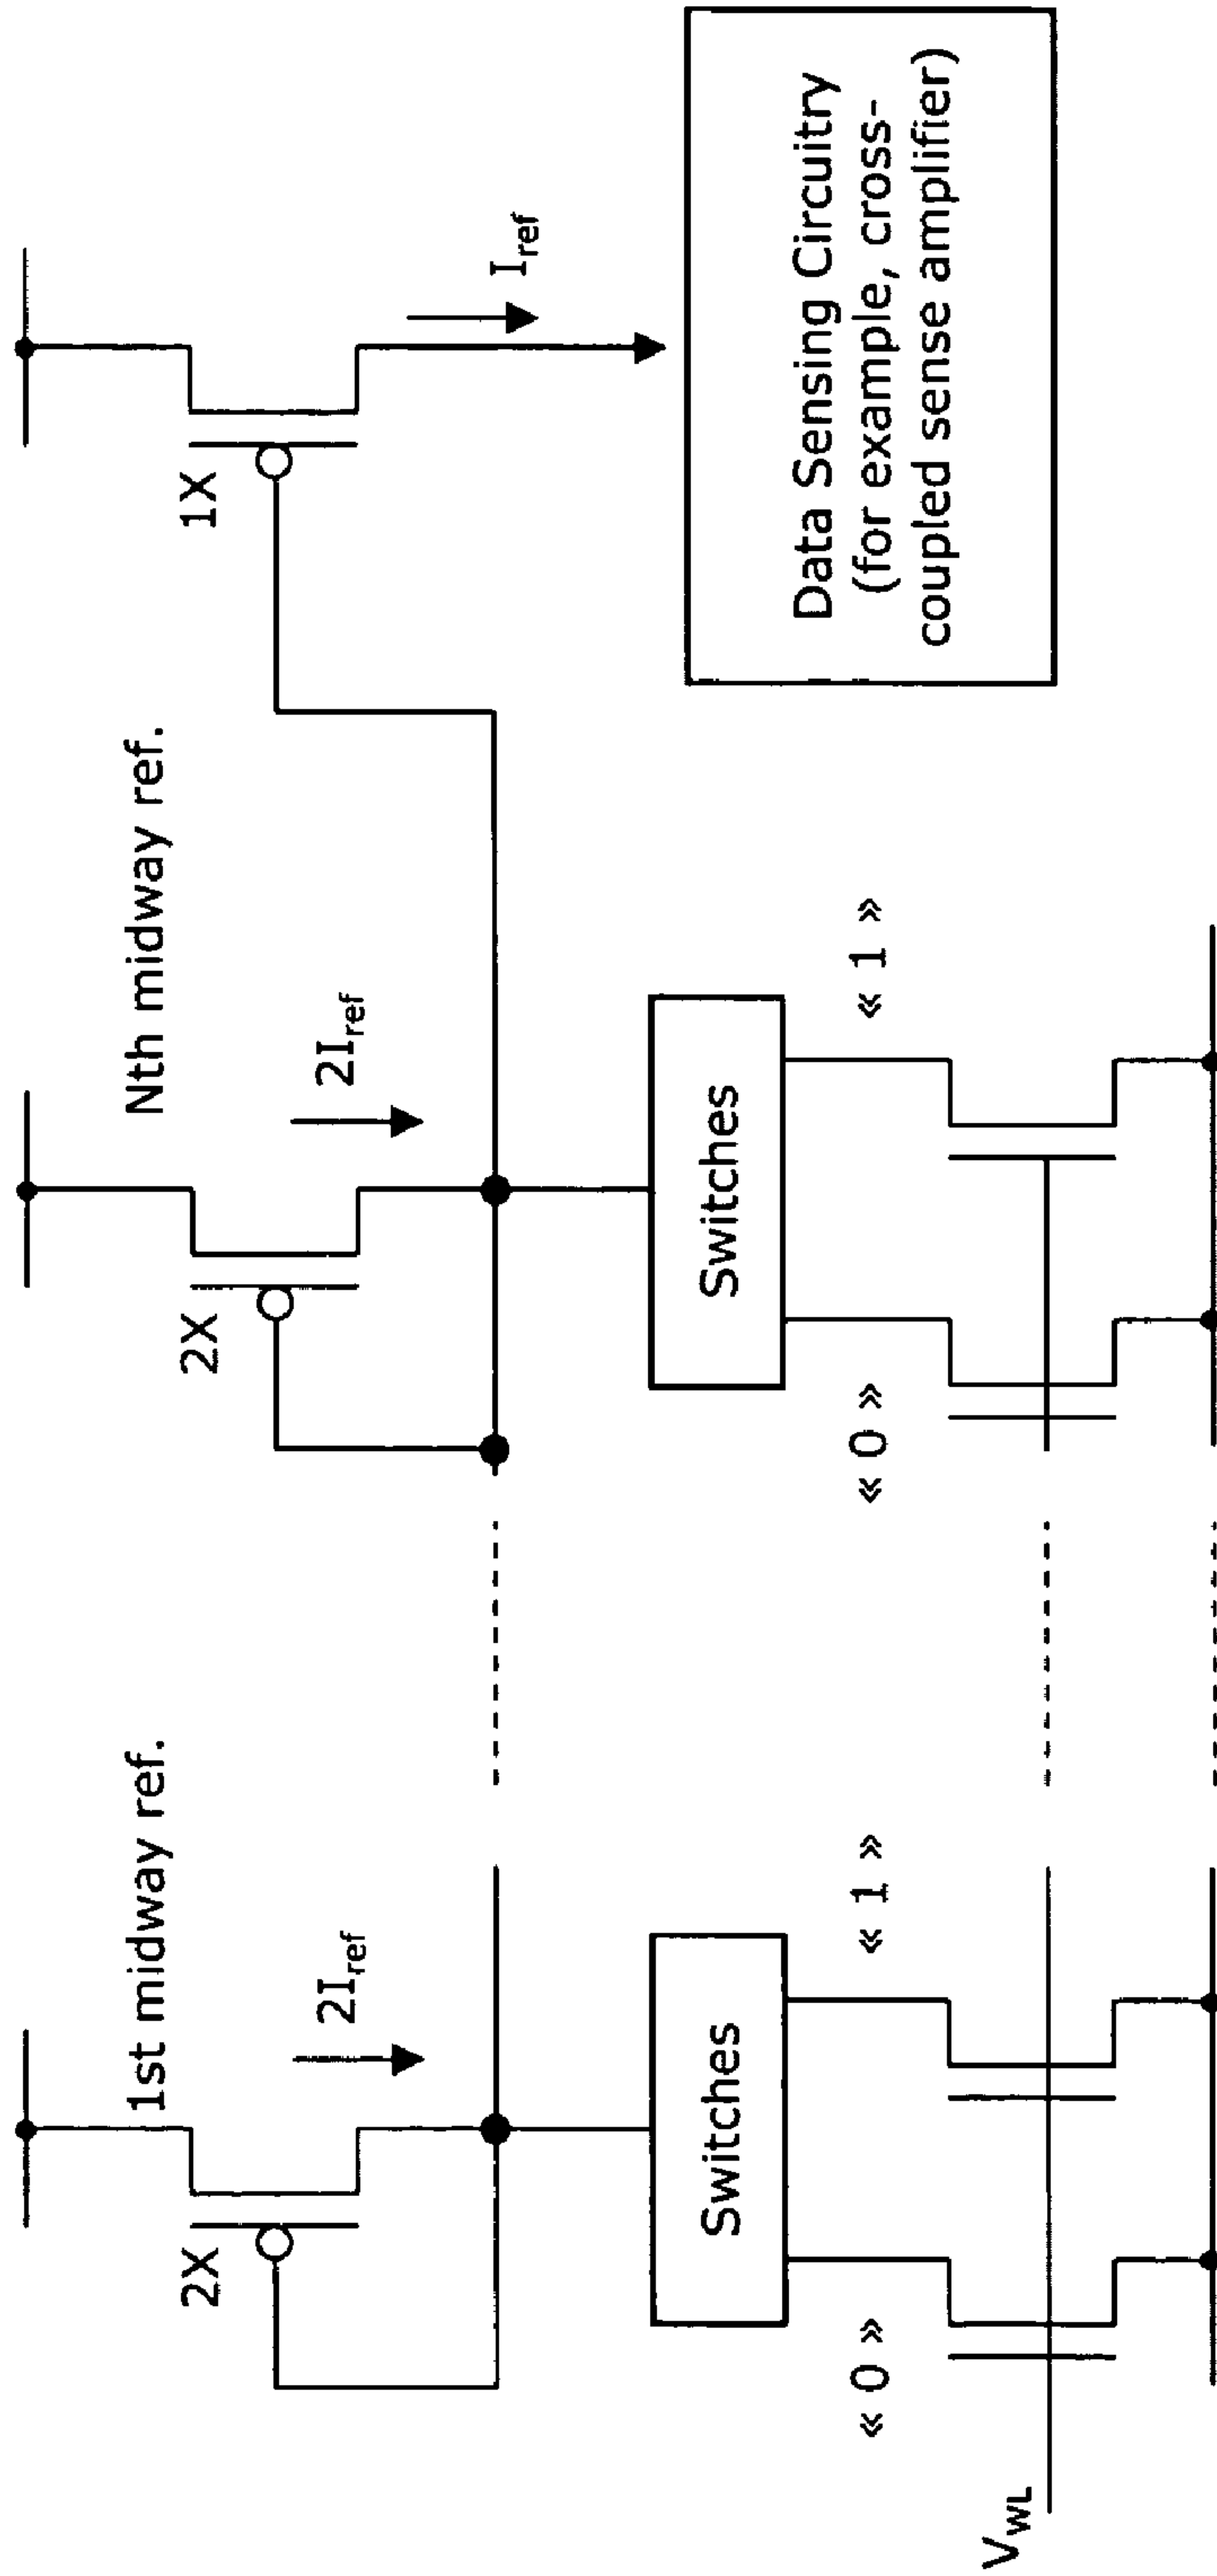 1st midway ref.
Nth midway ref.
2X
2I_ref
2X
2I_ref
1X
I_ref
Switches
Switches
Data Sensing Circuitry
(for example, cross-
coupled sense amplifier)
« 0 »
« 1 »
« 0 »
« 1 »
V_WL